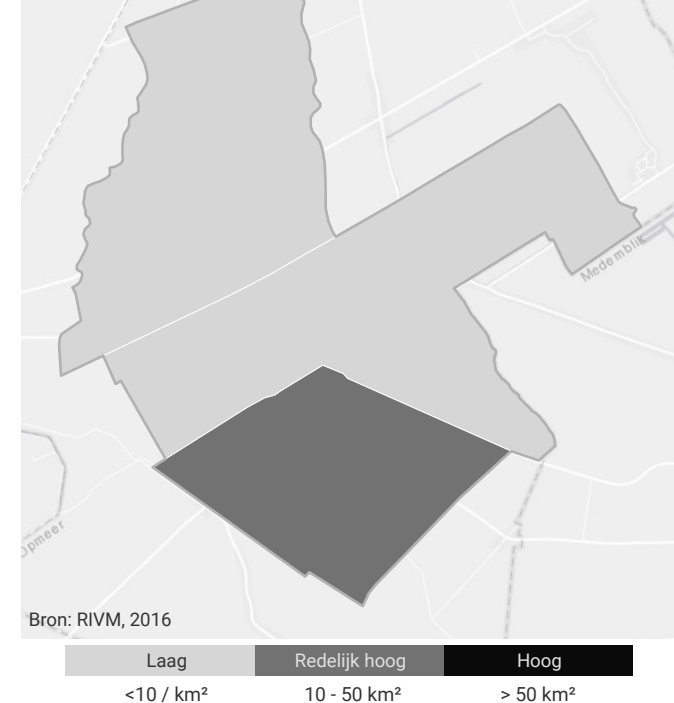 Medemblik
Opmeer
Bron: RIVM, 2016
Laag Redelijk hoog Hoog
<10 / km² 10 - 50 km² > 50 km²